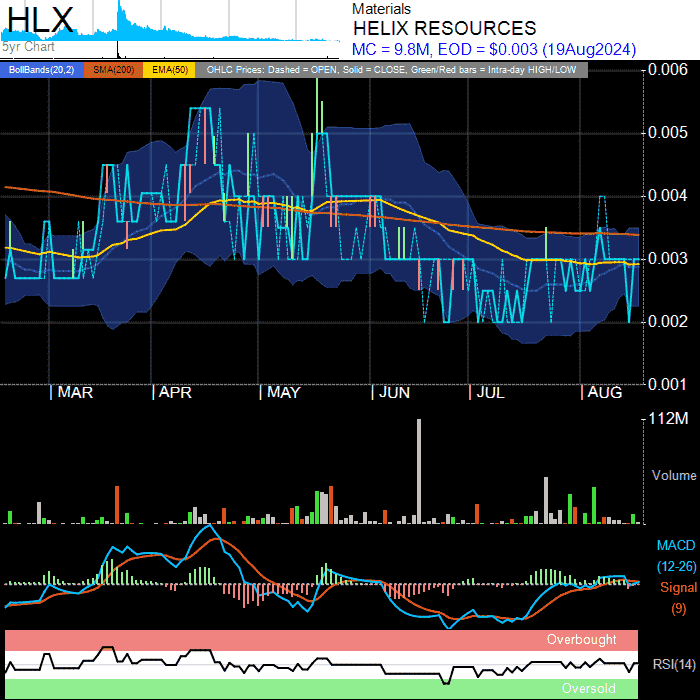 HLX
5yr Chart
Materials
HELIX RESOURCES
MC = 9.8M, EOD = $0.003 (19Aug2024)
BollBands(20,2) SMA(200) EMA(50) OHLC Prices: Dashed = OPEN, Solid = CLOSE, Green/Red bars = Intra-day HIGH/LOW
0.006
0.005
0.004
0.003
0.002
0.001
MAR APR MAY JUN JUL AUG
112M
Volume
MACD
(12-26)
Signal
(9)
Overbought
RSI(14)
Oversold